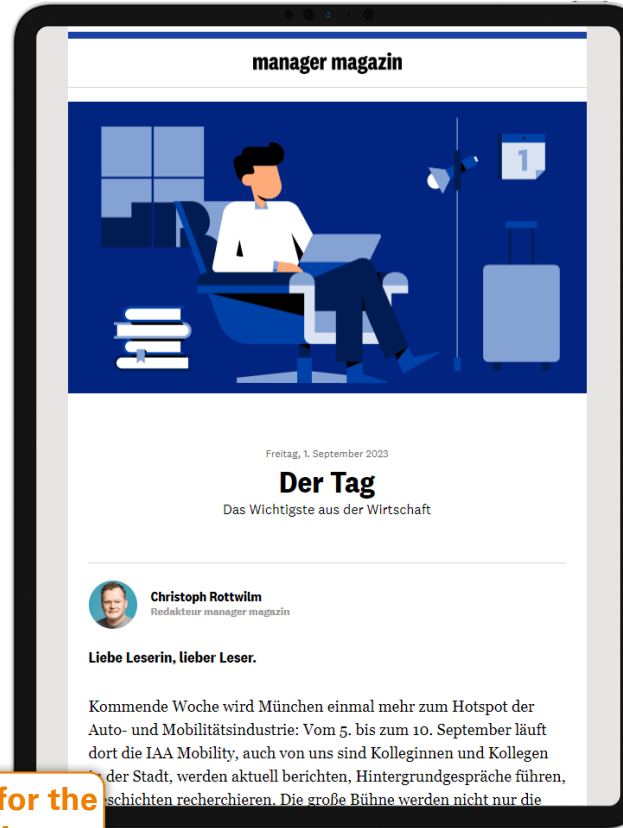 manager magazin
1
Freitag, 1. September 2023
Der Tag
Das Wichtigste aus der Wirtschaft
Christoph Rottwilm
Redakteur manager magazin
Liebe Leserin, lieber Leser.
Kommende Woche wird München einmal mehr zum Hotspot der
Auto- und Mobilitätsindustrie: Vom 5. bis zum 10. September läuft
dort die IAA Mobility, auch von uns sind Kolleginnen und Kollegen
der Stadt, werden aktuell berichten, Hintergrundgespräche führen,
recherchieren. Die große Bühne werden nicht nur die
for the